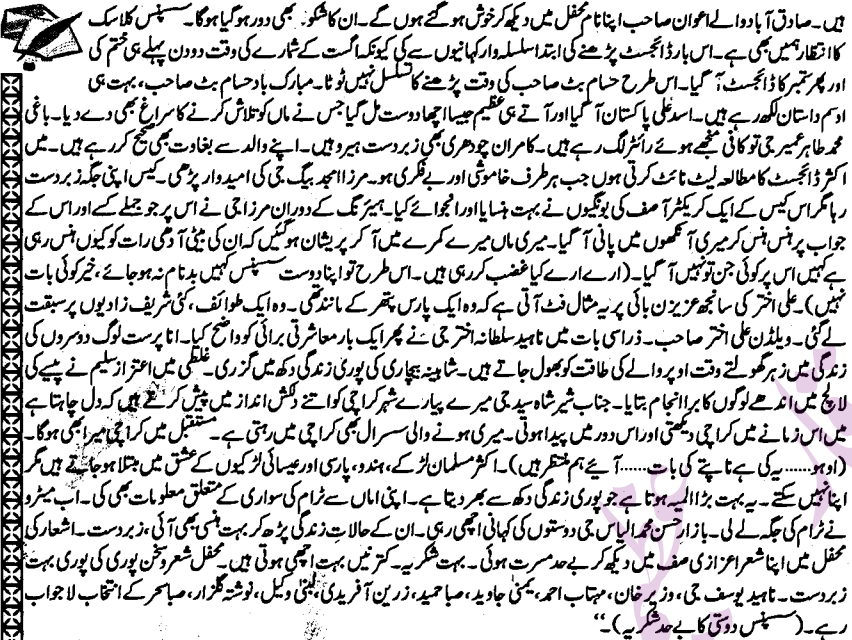 ہیں۔ صادق آباد والے اعوان صاحب اپنا نام محفل میں دیکھ کر خوش ہو گئے ہوں گے۔ ان کا شکوہ بھی دور ہو گیا ہوگا۔ سسپنس کلاسک
کا انتظار ہمیں بھی ہے۔ اس بار ڈائجسٹ پڑھنے کی ابتدا سلسلہ وار کہانیوں سے کی کیونکہ اگست کے شمارے کی وقت دو دن پہلے ہی ختم کی
اور پھر ستمبر کا ڈائجسٹ آ گیا۔ اس طرح حسام بٹ صاحب کی وقت پڑھنے کا تسلسل نہیں ٹوٹا۔ مبارک باد حسام بٹ صاحب، بہت ہی
اوسم داستان لکھ رہے ہیں۔ اسد علی پاکستان آ گیا اور آتے ہی عظیم جیسا اچھا دوست مل گیا جس نے ماں کو تلاش کرنے کا سراغ بھی دے دیا۔ باغی
محمد طاہر عمیر جی تو کافی منجھے ہوئے رائٹر لگ رہے ہیں۔ کامران چودھری بھی زبردست ہیرو ہیں۔ اپنے والد سے بغاوت بھی صحیح کر رہے ہیں۔ میں
اکثر ڈائجسٹ کا مطالعہ لیٹ نائٹ کرتی ہوں جب ہر طرف خاموشی اور بے فکری ہو۔ مرزا امجد بیگ جی کی امیدوار پڑھی۔ کیس اپنی جگہ زبردست
رہا مگر اس کیس کے ایک کریکٹر آصف کی بونگیوں نے بہت ہنسایا اور انجوائے کیا۔ ہیئرنگ کے دوران مرزا جی نے اس پر جو جملے کسے اور اس کے
جواب پر ہنس ہنس کر میری آنکھوں میں پانی آ گیا۔ میری ماں میرے کمرے میں آ کر پریشان ہو گئیں کہ ان کی بیٹی آدھی رات کو کیوں ہنس رہی
ہے کہیں اس پر کوئی جن تو نہیں آ گیا۔ (ارے ارے کیا غضب کر رہی ہیں۔ اس طرح تو اپنا دوست سسپنس کہیں بدنام نہ ہو جائے، خیر کوئی بات
نہیں)۔ علی اختر کی سانجھ عزیزن بائی پر یہ مثال فٹ آتی ہے کہ وہ ایک پارس پتھر کے مانند تھی۔ وہ ایک طوائف، کئی شریف زادیوں پر سبقت
لے گئی۔ ویلڈن علی اختر صاحب۔ ذرا سی بات میں ناہید سلطانہ اختر جی نے پھر ایک بار معاشرتی برائی کو واضح کیا۔ انا پرست لوگ دوسروں کی
زندگی میں زہر گھولتے وقت اوپر والے کی طاقت کو بھول جاتے ہیں۔ شاہینہ بیچاری کی پوری زندگی دکھ میں گزری۔ غلطی میں اعتزاز سلیم نے پیسے کی
لالچ میں اندھے لوگوں کا برا انجام بتایا۔ جناب شیر شاہ سید جی میرے پیارے شہر کراچی کو اتنے دلکش انداز میں پیش کرتے ہیں کہ دل چاہتا ہے
میں اس زمانے میں کراچی دیکھتی اور اس دور میں پیدا ہوتی۔ میری ہونے والی سسرال بھی کراچی میں رہتی ہے۔ مستقبل میں کراچی میرا بھی ہوگا۔
(اوہو...... یہ کی ہے نا پتے کی بات...... آیئے ہم منتظر ہیں)۔ اکثر مسلمان لڑکے، ہندو، پارسی اور عیسائی لڑکیوں کے عشق میں مبتلا ہو جاتے ہیں مگر
اپنا نہیں سکتے۔ یہ بہت بڑا المیہ ہوتا ہے جو پوری زندگی دکھ سے بھر دیتا ہے۔ اپنی اماں سے ٹرام کی سواری کے متعلق معلومات بھی کی۔ اب میٹرو
نے ٹرام کی جگہ لے لی۔ بازار حسن محمد الیاس جی دوستوں کی کہانی اچھی رہی۔ ان کے حالات زندگی پڑھ کر بہت ہنسی بھی آئی، زبردست۔ اشعار کی
محفل میں اپنا شعر اعزازی صف میں دیکھ کر بے حد مسرت ہوئی۔ بہت شکریہ۔ کترنیں بہت اچھی ہوتی ہیں۔ محفل شعر و سخن پوری کی پوری بہت
زبردست۔ ناہید یوسف جی، وزیر خان، مہتاب احمد، یمنیٰ جاوید، صبا حمید، زرین آفریدی، لبنیٰ وکیل، نوشتہ گلزار، صبا سحر کے انتخاب لاجواب
رہے۔ (سسپنس دوستی کا بے حد شکریہ)۔“